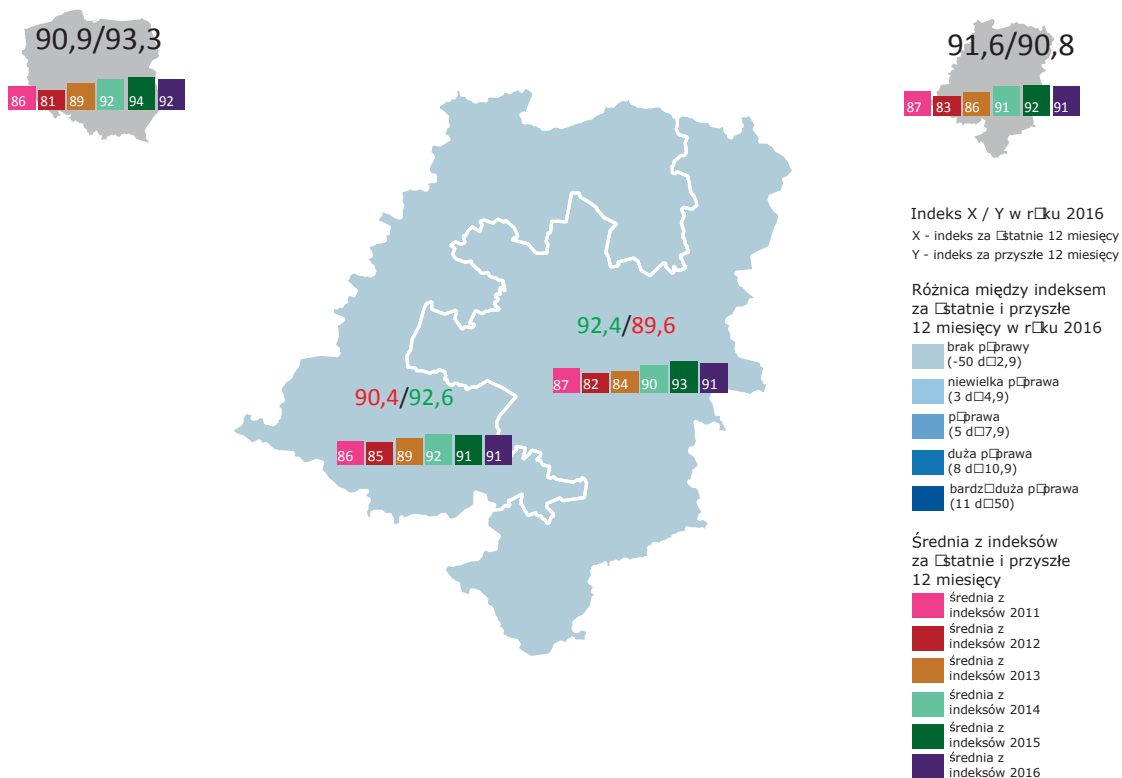 90,9/93,3
86 81 89 92 94 92
91,6/90,8
87 83 86 91 92 91
92,4/89,6
87 82 84 90 93 91
90,4/92,6
86 85 89 92 91 91
Indeks X / Y w r□ku 2016
X - indeks za □statnie 12 miesięcy
Y - indeks za przyszłe 12 miesięcy
Różnica między indeksem
za □statnie i przyszłe
12 miesięcy w r□ku 2016
brak p□prawy
(-50 d□2,9)
niewielka p□prawa
(3 d□4,9)
p□prawa
(5 d□7,9)
duża p□prawa
(8 d□10,9)
bardz□duża p□prawa
(11 d□50)
Średnia z indeksów
za □statnie i przyszłe
12 miesięcy
średnia z
indeksów 2011
średnia z
indeksów 2012
średnia z
indeksów 2013
średnia z
indeksów 2014
średnia z
indeksów 2015
średnia z
indeksów 2016